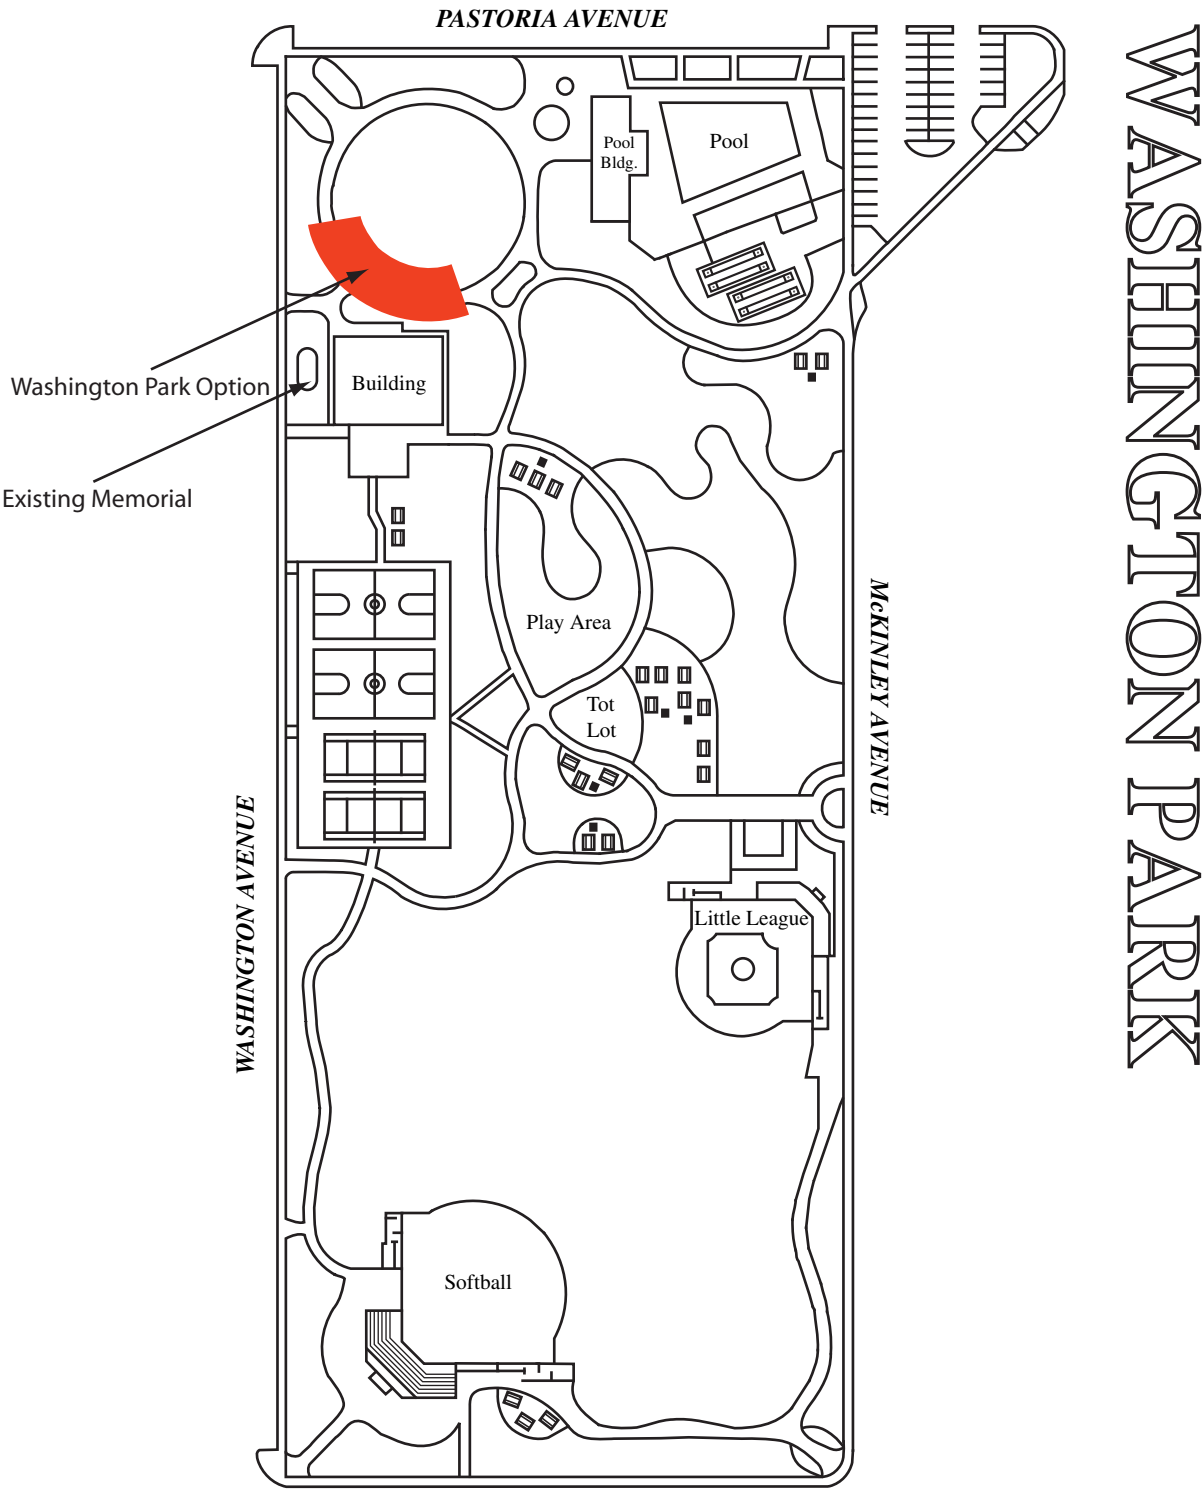 PASTORIA AVENUE
WASHINGTON PARK
Pool
Bldg.
Pool
Washington Park Option
Building
Existing Memorial
Play Area
McKINLEY AVENUE
Tot
Lot
WASHINGTON AVENUE
Little League
Softball